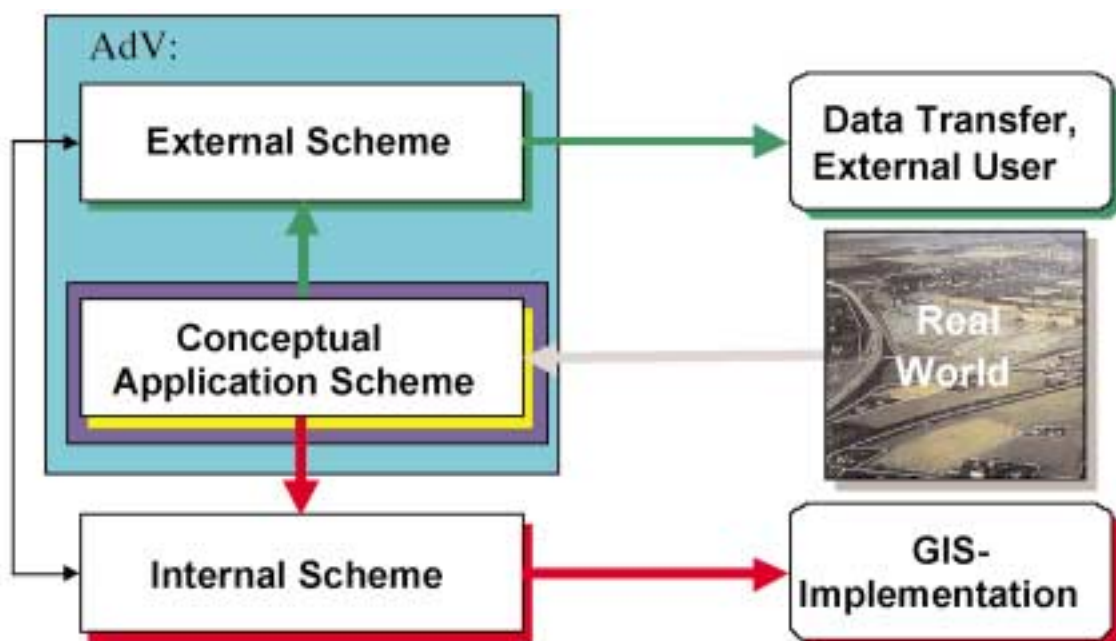 AdV:
External Scheme
Data Transfer,
External User
Conceptual
Application Scheme
Real
World
Internal Scheme
GIS-
Implementation